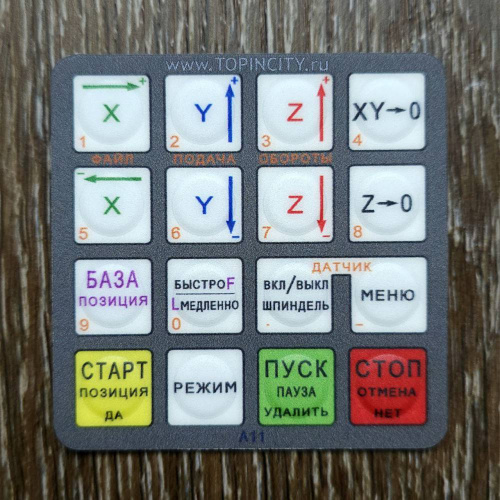 www.TOPINCITY.ru
X +
1
Y +
2
Z +
3
XY→0
4
ФАЙЛ
ПОДАЧА
ОБОРОТЫ
X -
5
Y -
6
Z -
7
Z→0
8
ДАТЧИК
БАЗА
ПОЗИЦИЯ
9
БЫСТРО F
L МЕДЛЕННО
0
ВКЛ/ВЫКЛ
ШПИНДЕЛЬ
.
МЕНЮ
-
СТАРТ
ПОЗИЦИЯ
ДА
РЕЖИМ
ПУСК
ПАУЗА
УДАЛИТЬ
СТОП
ОТМЕНА
НЕТ
A11